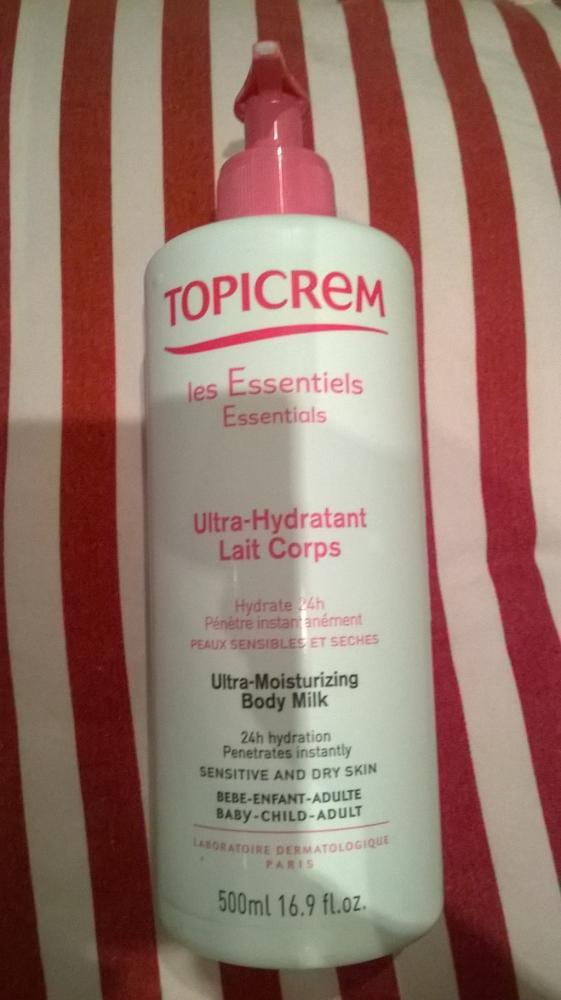 TOPICREM
les Essentiels
Essentials
Ultra-Hydratant
Lait Corps
Hydrate 24h
Pénètre instantanément
PEAUX SENSIBLES ET SECHES
Ultra-Moisturizing
Body Milk
24h hydration
Penetrates instantly
SENSITIVE AND DRY SKIN
BEBE-ENFANT-ADULTE
BABY-CHILD-ADULT
LABORATOIRE DERMATOLOGIQUE
PARIS
500ml 16.9 fl.oz.